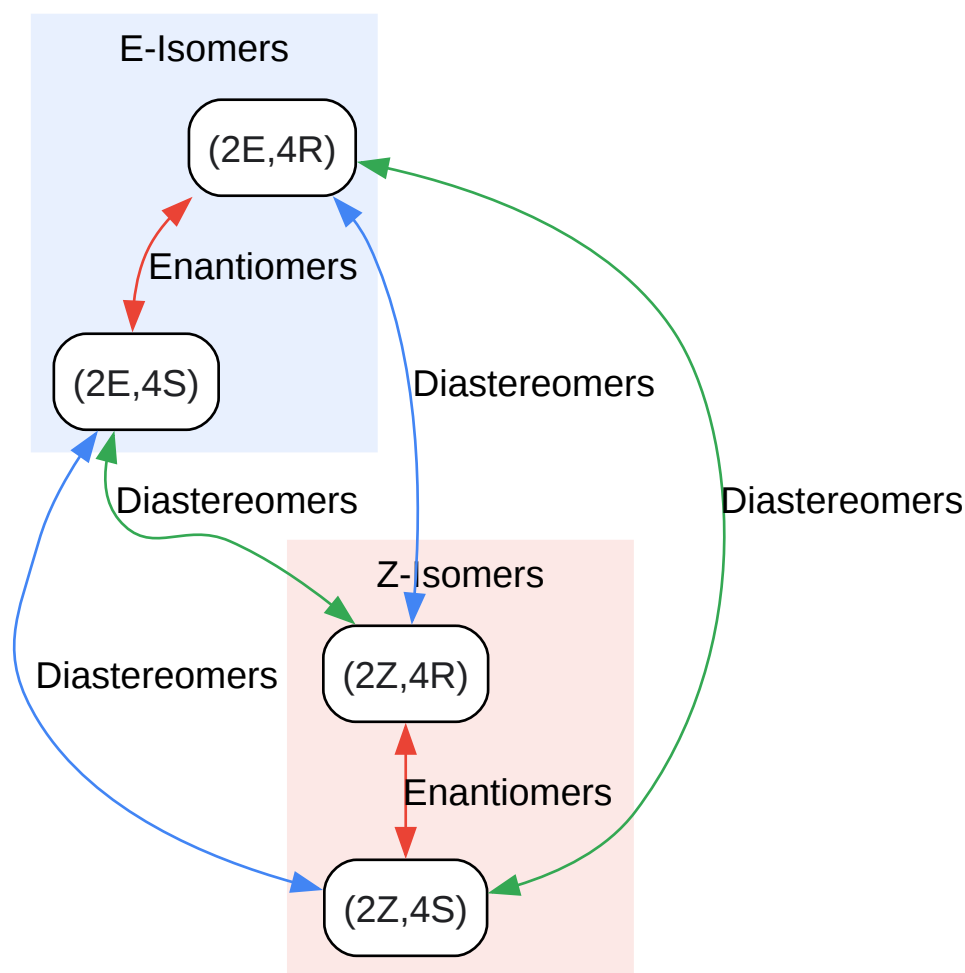 E-Isomers
(2E,4R)
Enantiomers
(2E,4S)
Diastereomers
Diastereomers
Diastereomers
Z-Isomers
(2Z,4R)
Diastereomers
Enantiomers
(2Z,4S)